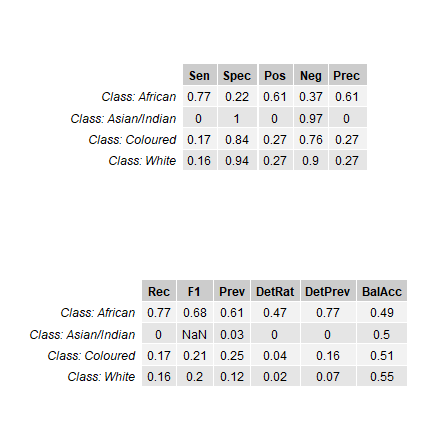 Sen Spec Pos Neg Prec
Class: African 0.77 0.22 0.61 0.37 0.61
Class: Asian/Indian 0 1 0 0.97 0
Class: Coloured 0.17 0.84 0.27 0.76 0.27
Class: White 0.16 0.94 0.27 0.9 0.27
Rec F1 Prev DetRat DetPrev BalAcc
Class: African 0.77 0.68 0.61 0.47 0.77 0.49
Class: Asian/Indian 0 NaN 0.03 0 0 0.5
Class: Coloured 0.17 0.21 0.25 0.04 0.16 0.51
Class: White 0.16 0.2 0.12 0.02 0.07 0.55